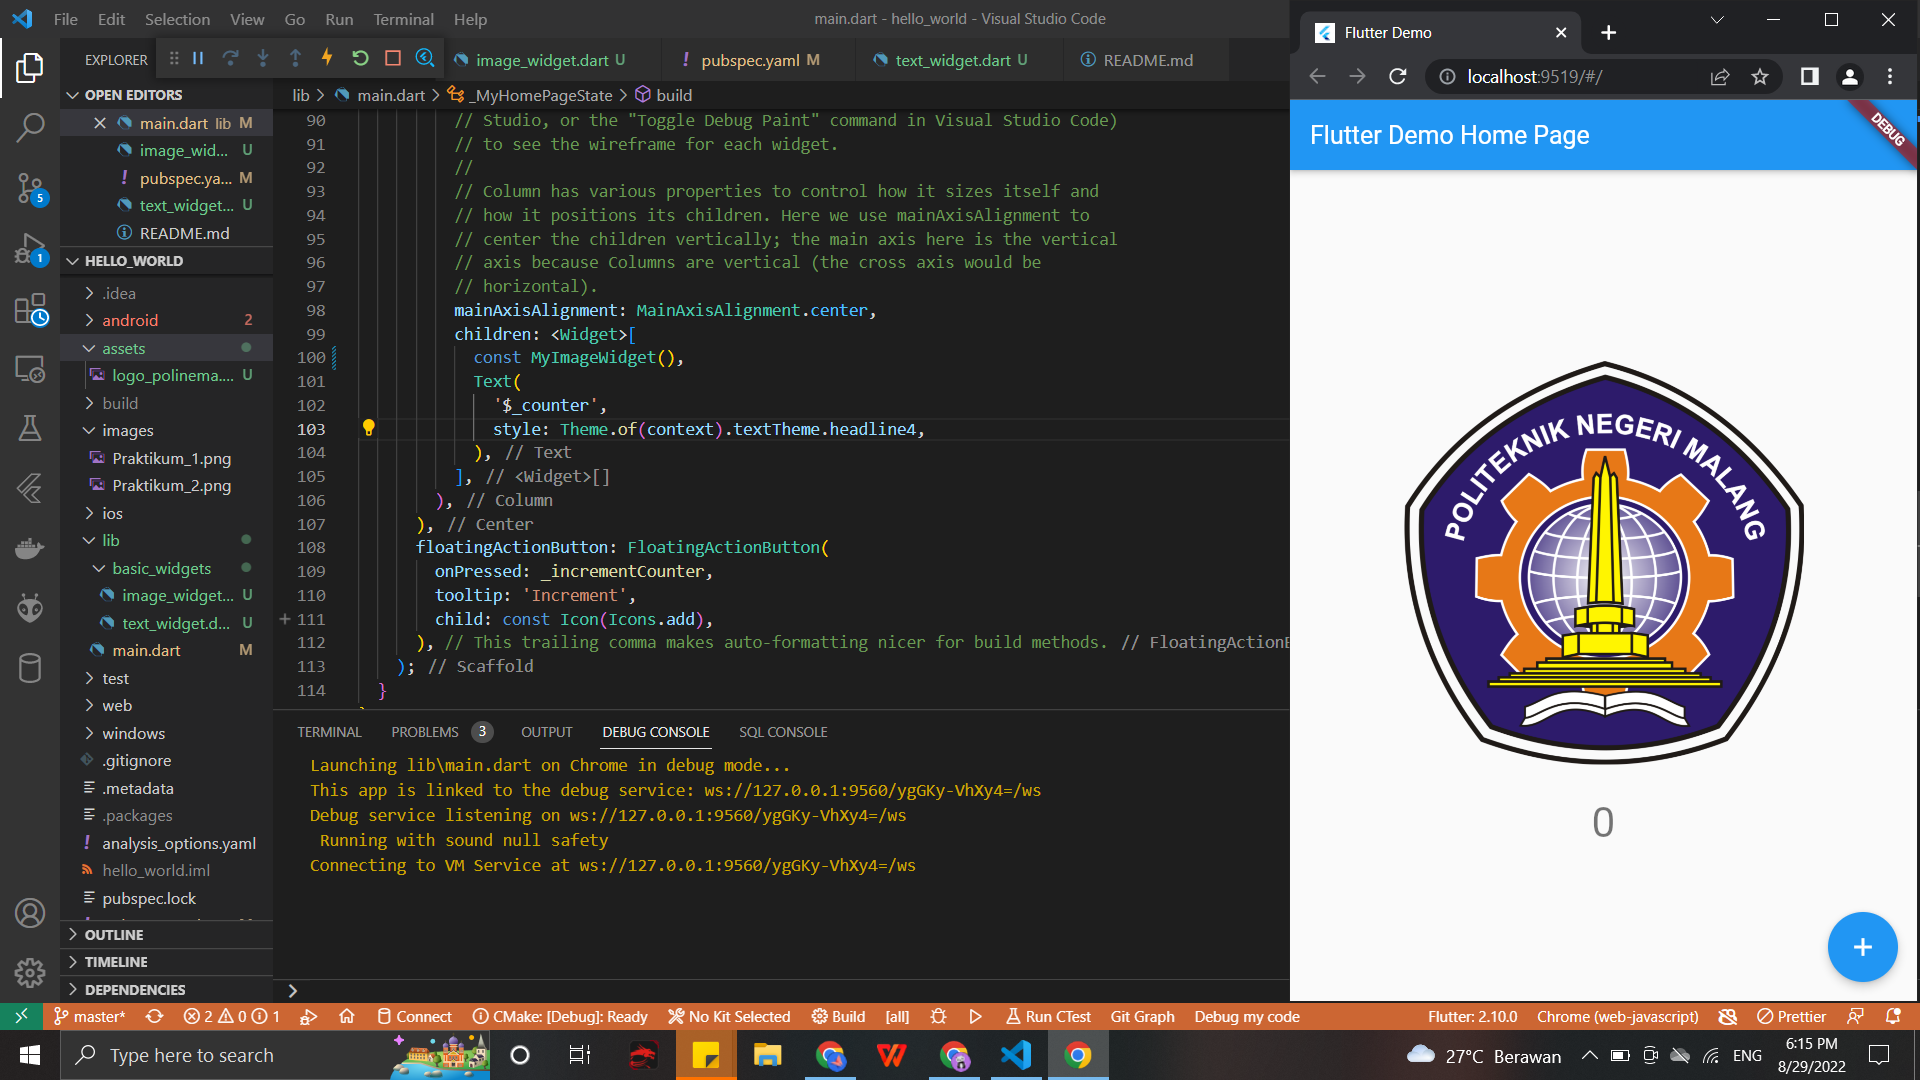 File Edit Selection View Go Run Terminal Help
main.dart - hello_world - Visual Studio Code
EXPLORER
image_widget.dart U
! pubspec.yaml M
text_widget.dart U
README.md
OPEN EDITORS
main.dart lib M
image_wid... U
! pubspec.ya... M
text_widget... U
README.md
HELLO_WORLD
.idea
android 2
assets
logo_polinema.... U
build
images
Praktikum_1.png
Praktikum_2.png
ios
lib
basic_widgets
image_widget... U
text_widget.d... U
main.dart M
test
web
windows
.gitignore
.metadata
.packages
! analysis_options.yaml
hello_world.iml
pubspec.lock
OUTLINE
TIMELINE
DEPENDENCIES
5
1
lib > main.dart > _MyHomePageState > build
90 // Studio, or the "Toggle Debug Paint" command in Visual Studio Code)
91 // to see the wireframe for each widget.
92 //
93 // Column has various properties to control how it sizes itself and
94 // how it positions its children. Here we use mainAxisAlignment to
95 // center the children vertically; the main axis here is the vertical
96 // axis because Columns are vertical (the cross axis would be
97 // horizontal).
98 mainAxisAlignment: MainAxisAlignment.center,
99 children: <Widget>[
100 const MyImageWidget(),
101 Text(
102 '$_counter',
103 style: Theme.of(context).textTheme.headline4,
104 ), // Text
105 ], // <Widget>[]
106 ), // Column
107 ), // Center
108 floatingActionButton: FloatingActionButton(
109 onPressed: _incrementCounter,
110 tooltip: 'Increment',
111 child: const Icon(Icons.add),
112 ), // This trailing comma makes auto-formatting nicer for build methods. // FloatingActionB
113 ); // Scaffold
114 }
TERMINAL PROBLEMS 3 OUTPUT DEBUG CONSOLE SQL CONSOLE
Launching lib\main.dart on Chrome in debug mode...
This app is linked to the debug service: ws://127.0.0.1:9560/ygGKy-VhXy4=/ws
Debug service listening on ws://127.0.0.1:9560/ygGKy-VhXy4=/ws
Running with sound null safety
Connecting to VM Service at ws://127.0.0.1:9560/ygGKy-VhXy4=/ws
Flutter Demo
localhost:9519/#/
Flutter Demo Home Page
DEBUG
POLITEKNIK NEGERI MALANG
0
+
master* 2 0 1 Connect CMake: [Debug]: Ready No Kit Selected Build [all] Run CTest Git Graph Debug my code Flutter: 2.10.0 Chrome (web-javascript) Prettier
Type here to search
27°C Berawan
ENG
6:15 PM
8/29/2022